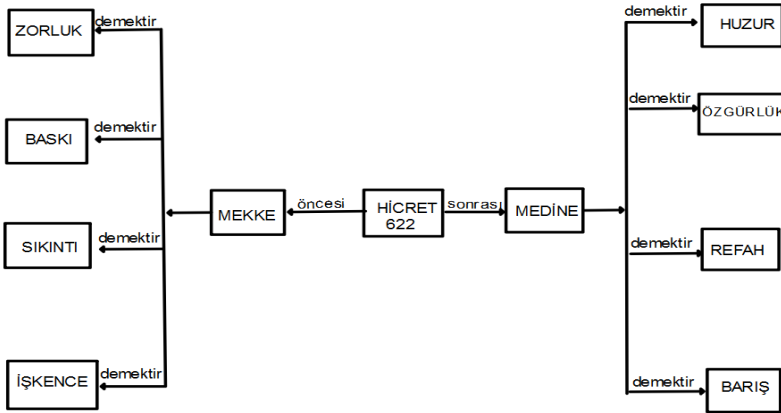 ZORLUK
demektir
BASKI
demektir
SIKINTI
demektir
İŞKENCE
demektir
MEKKE
öncesi
HİCRET
622
sonrası
MEDİNE
demektir
HUZUR
demektir
ÖZGÜRLÜK
demektir
REFAH
demektir
BARIŞ